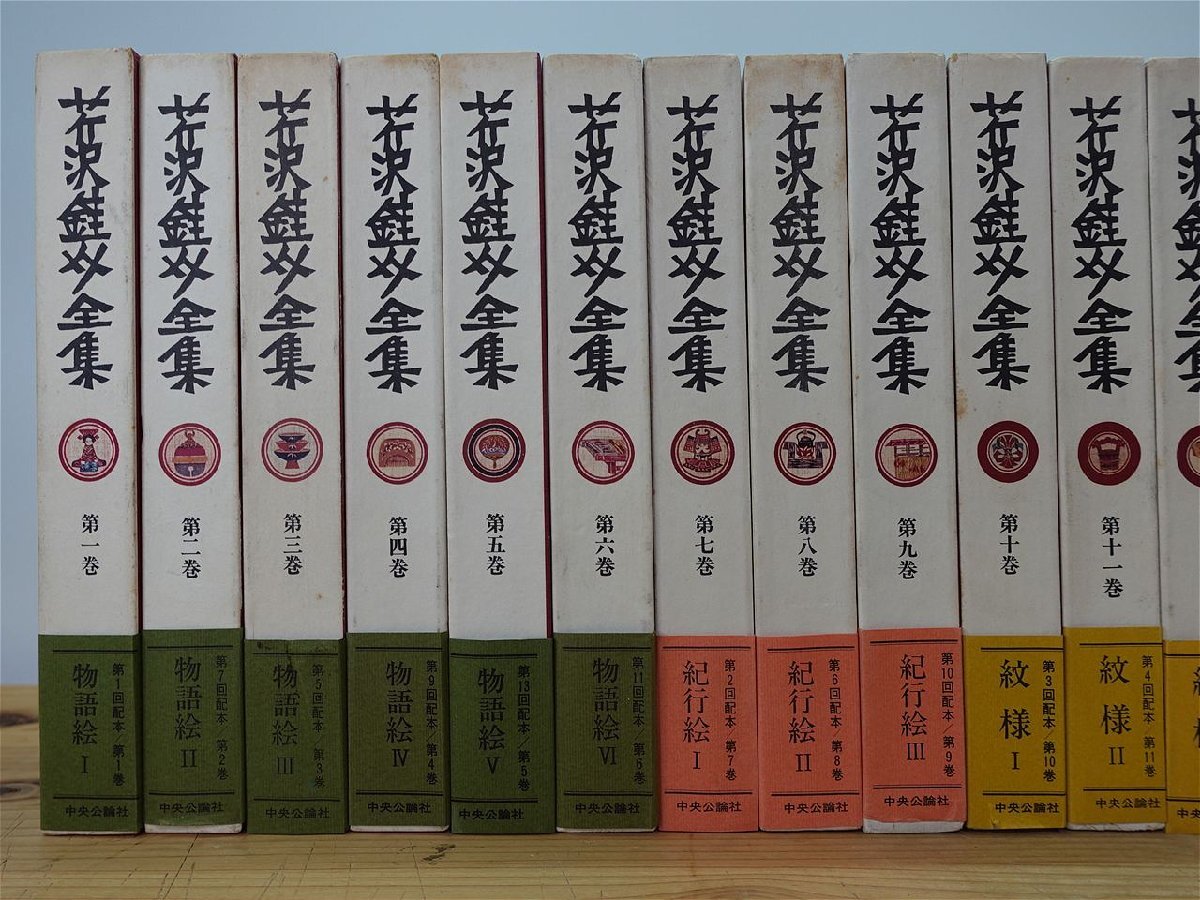 芹沢銈介全集
第一巻
第1回配本/第1巻
物語絵 I
中央公論社
芹沢銈介全集
第二巻
第7回配本/第2巻
物語絵 II
中央公論社
芹沢銈介全集
第三巻
第5回配本/第3巻
物語絵 III
中央公論社
芹沢銈介全集
第四巻
第9回配本/第4巻
物語絵 IV
中央公論社
芹沢銈介全集
第五巻
第13回配本/第5巻
物語絵 V
中央公論社
芹沢銈介全集
第六巻
第11回配本/第6巻
物語絵 VI
中央公論社
芹沢銈介全集
第七巻
第2回配本/第7巻
紀行絵 I
中央公論社
芹沢銈介全集
第八巻
第6回配本/第8巻
紀行絵 II
中央公論社
芹沢銈介全集
第九巻
第10回配本/第9巻
紀行絵 III
中央公論社
芹沢銈介全集
第十巻
第3回配本/第10巻
紋様 I
中央公論社
芹沢銈介全集
第十一巻
第4回配本/第11巻
紋様 II
中央公論社